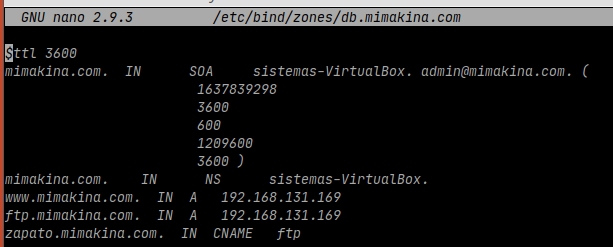 GNU nano 2.9.3 /etc/bind/zones/db.mimakina.com
$ttl 3600
mimakina.com. IN SOA sistemas-VirtualBox. admin@mimakina.com. (
1637839298
3600
600
1209600
3600 )
mimakina.com. IN NS sistemas-VirtualBox.
www.mimakina.com. IN A 192.168.131.169
ftp.mimakina.com. IN A 192.168.131.169
zapato.mimakina.com. IN CNAME ftp